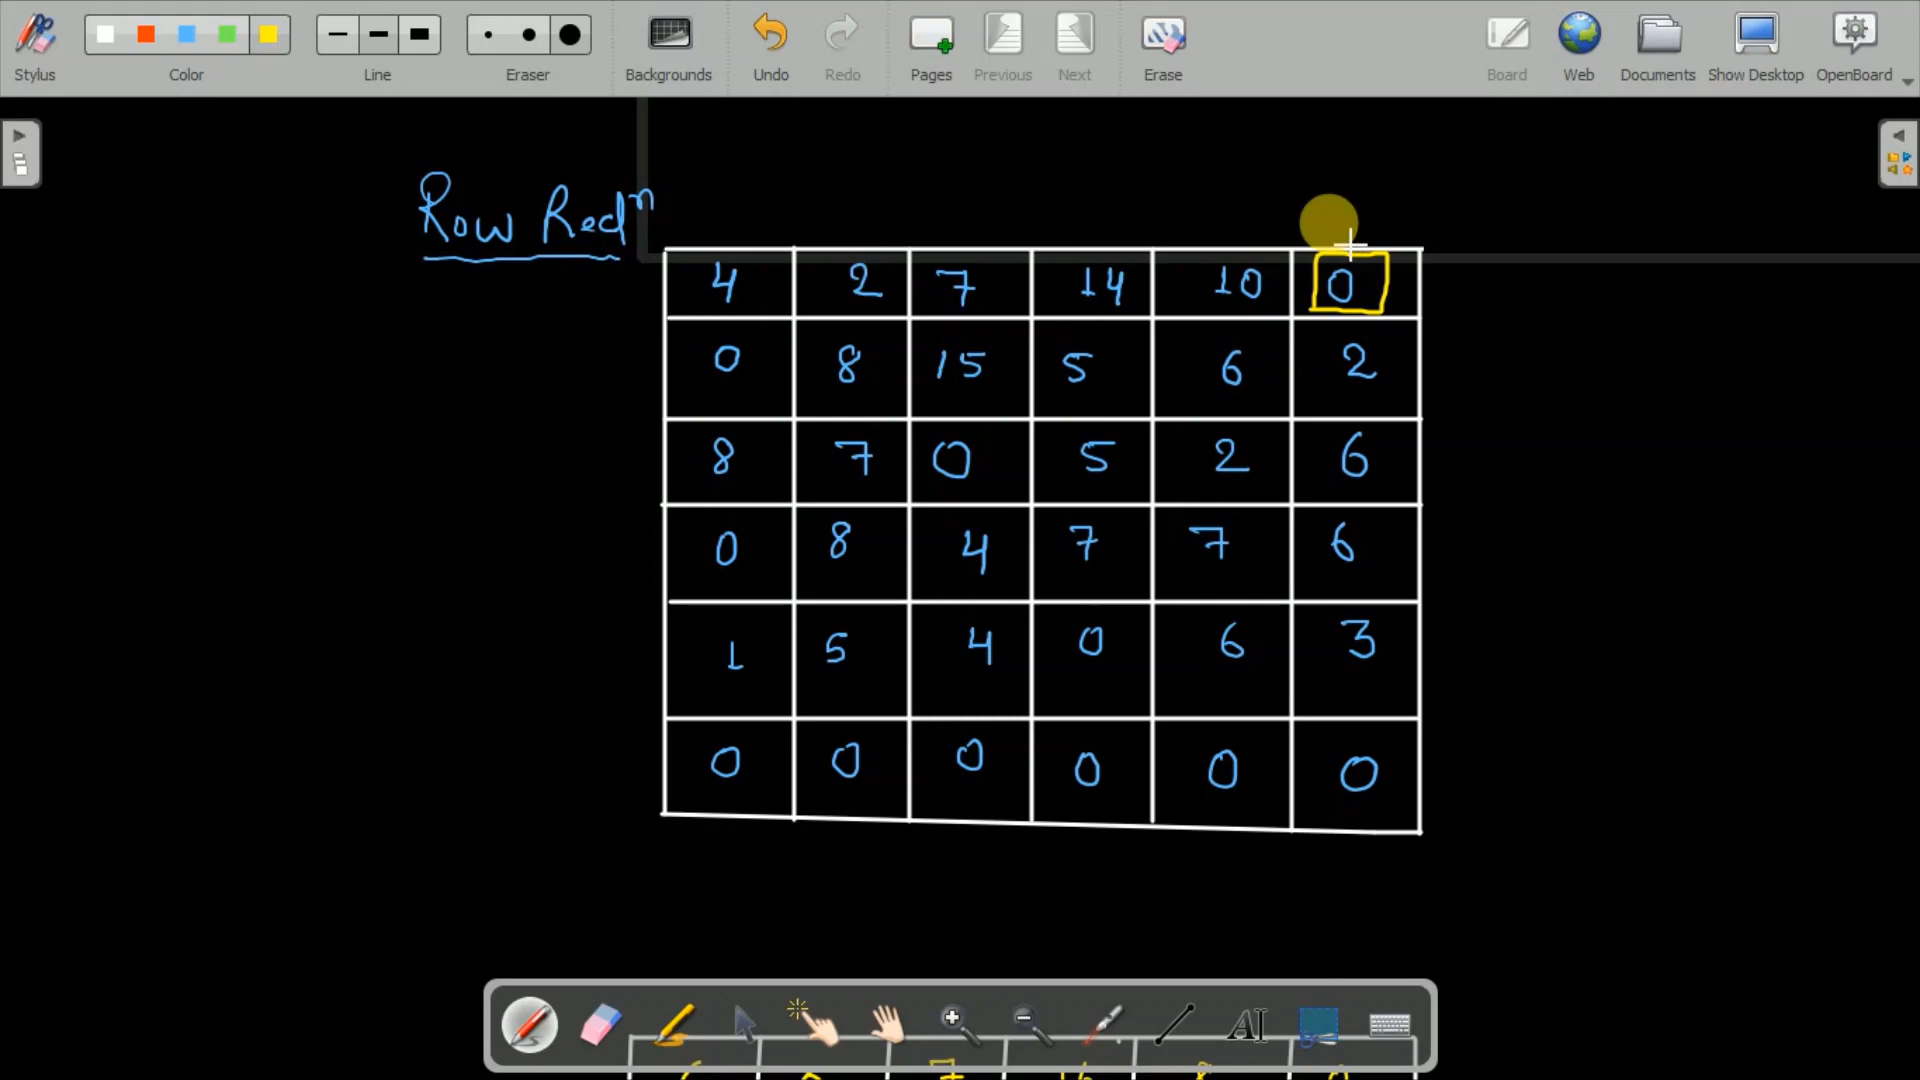 Stylus Color Line Eraser Backgrounds Undo Redo Pages Previous Next Erase Board Web Documents Show Desktop OpenBoard
Row Redⁿ
4 2 7 14 10 0
0 8 15 5 6 2
8 7 0 5 2 6
0 8 4 7 7 6
1 5 4 0 6 3
0 0 0 0 0 0
AI